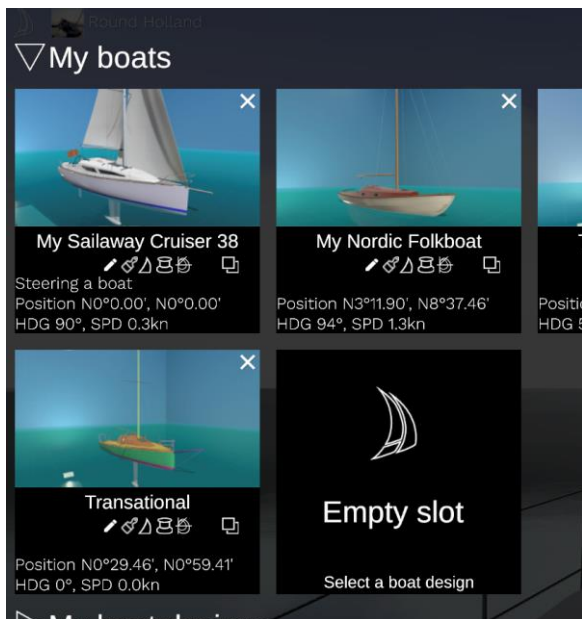 Round Holland
My boats
My Sailaway Cruiser 38
Steering a boat
Position N0°0.00', N0°0.00'
HDG 90°, SPD 0.3kn
My Nordic Folkboat
Position N3°11.90', N8°37.46'
HDG 94°, SPD 1.3kn
HDG
Transational
Position N0°29.46', N0°59.41'
HDG 0°, SPD 0.0kn
Empty slot
Select a boat design